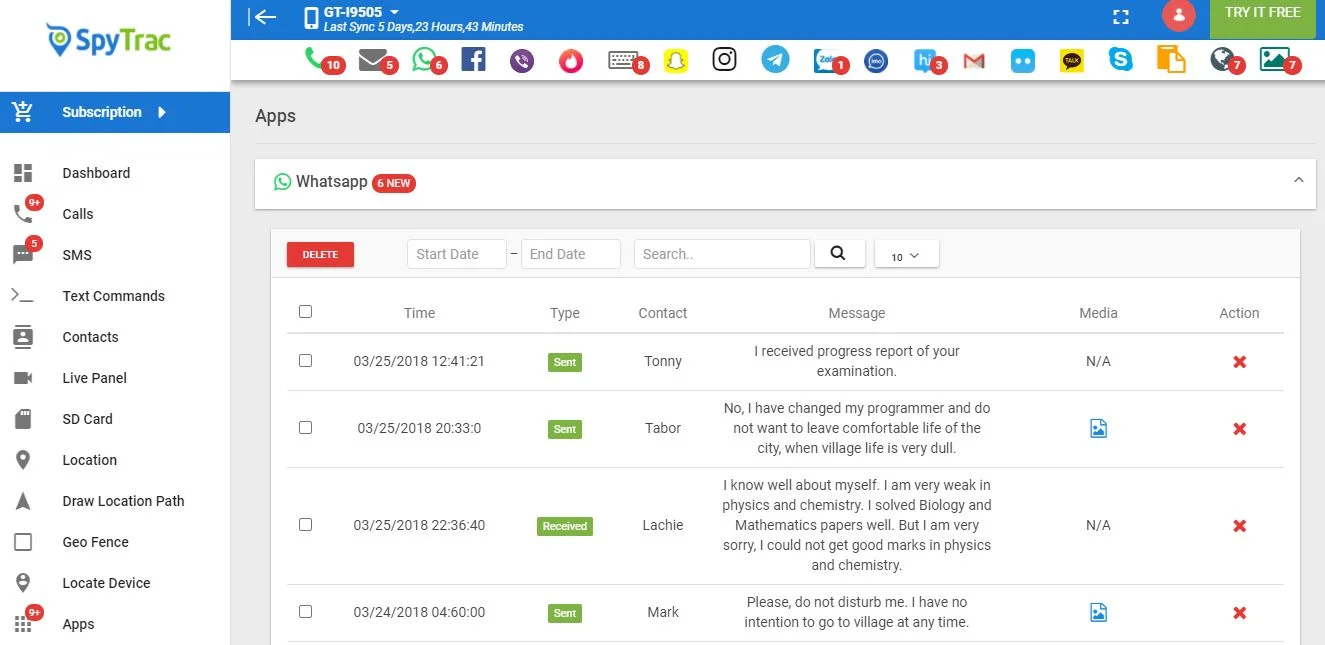 SpyTrac
GT-I9505
Last Sync 5 Days,23 Hours,43 Minutes
TRY IT FREE
10
5
6
8
Zalo
1
imo
hi
3
TALK
7
7
Subscription
Dashboard
9+
Calls
5
SMS
Text Commands
Contacts
Live Panel
SD Card
Location
Draw Location Path
Geo Fence
Locate Device
9+
Apps
Apps
Whatsapp 6 NEW
DELETE
Start Date – End Date
Search..
10
Time Type Contact Message Media Action
03/25/2018 12:41:21 Sent Tonny
I received progress report of your
examination.
N/A
03/25/2018 20:33:0 Sent Tabor
No, I have changed my programmer and do
not want to leave comfortable life of the
city, when village life is very dull.
03/25/2018 22:36:40 Received Lachie
I know well about myself. I am very weak in
physics and chemistry. I solved Biology and
Mathematics papers well. But I am very
sorry, I could not get good marks in physics
and chemistry.
N/A
03/24/2018 04:60:00 Sent Mark
Please, do not disturb me. I have no
intention to go to village at any time.